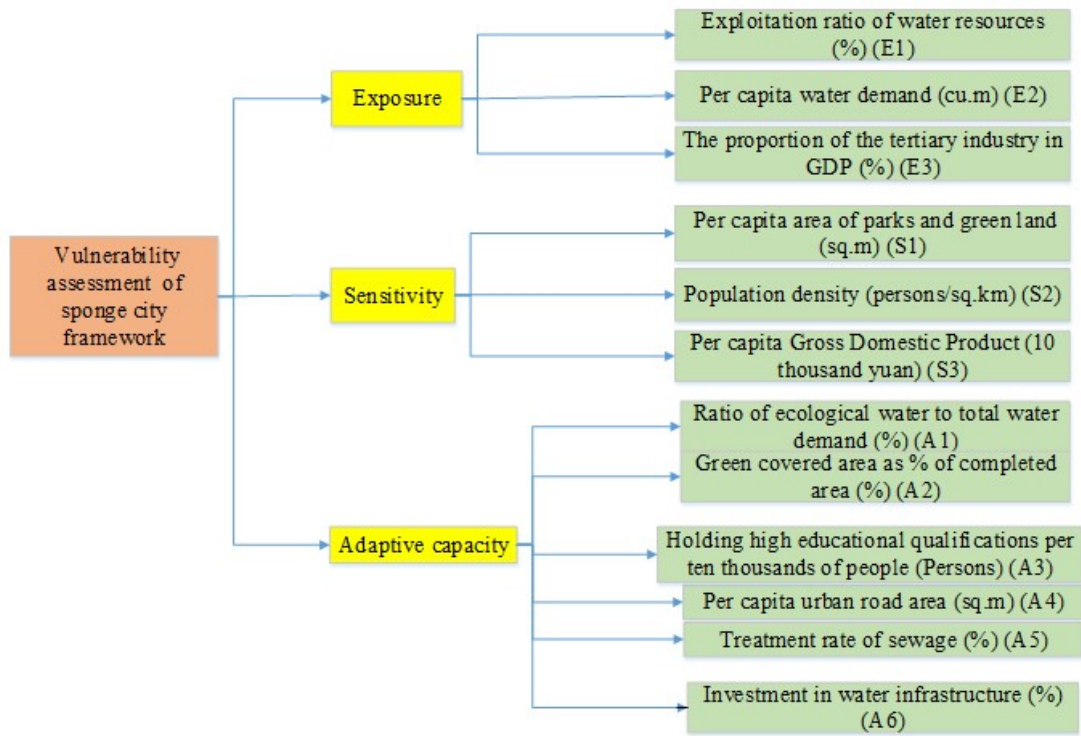 Vulnerability
assessment of
sponge city
framework
Exposure
Exploitation ratio of water resources
(%) (E1)
Per capita water demand (cu.m) (E2)
The proportion of the tertiary industry in
GDP (%) (E3)
Sensitivity
Per capita area of parks and green land
(sq.m) (S1)
Population density (persons/sq.km) (S2)
Per capita Gross Domestic Product (10
thousand yuan) (S3)
Adaptive capacity
Ratio of ecological water to total water
demand (%) (A1)
Green covered area as % of completed
area (%) (A2)
Holding high educational qualifications per
ten thousands of people (Persons) (A3)
Per capita urban road area (sq.m) (A4)
Treatment rate of sewage (%) (A5)
Investment in water infrastructure (%)
(A6)